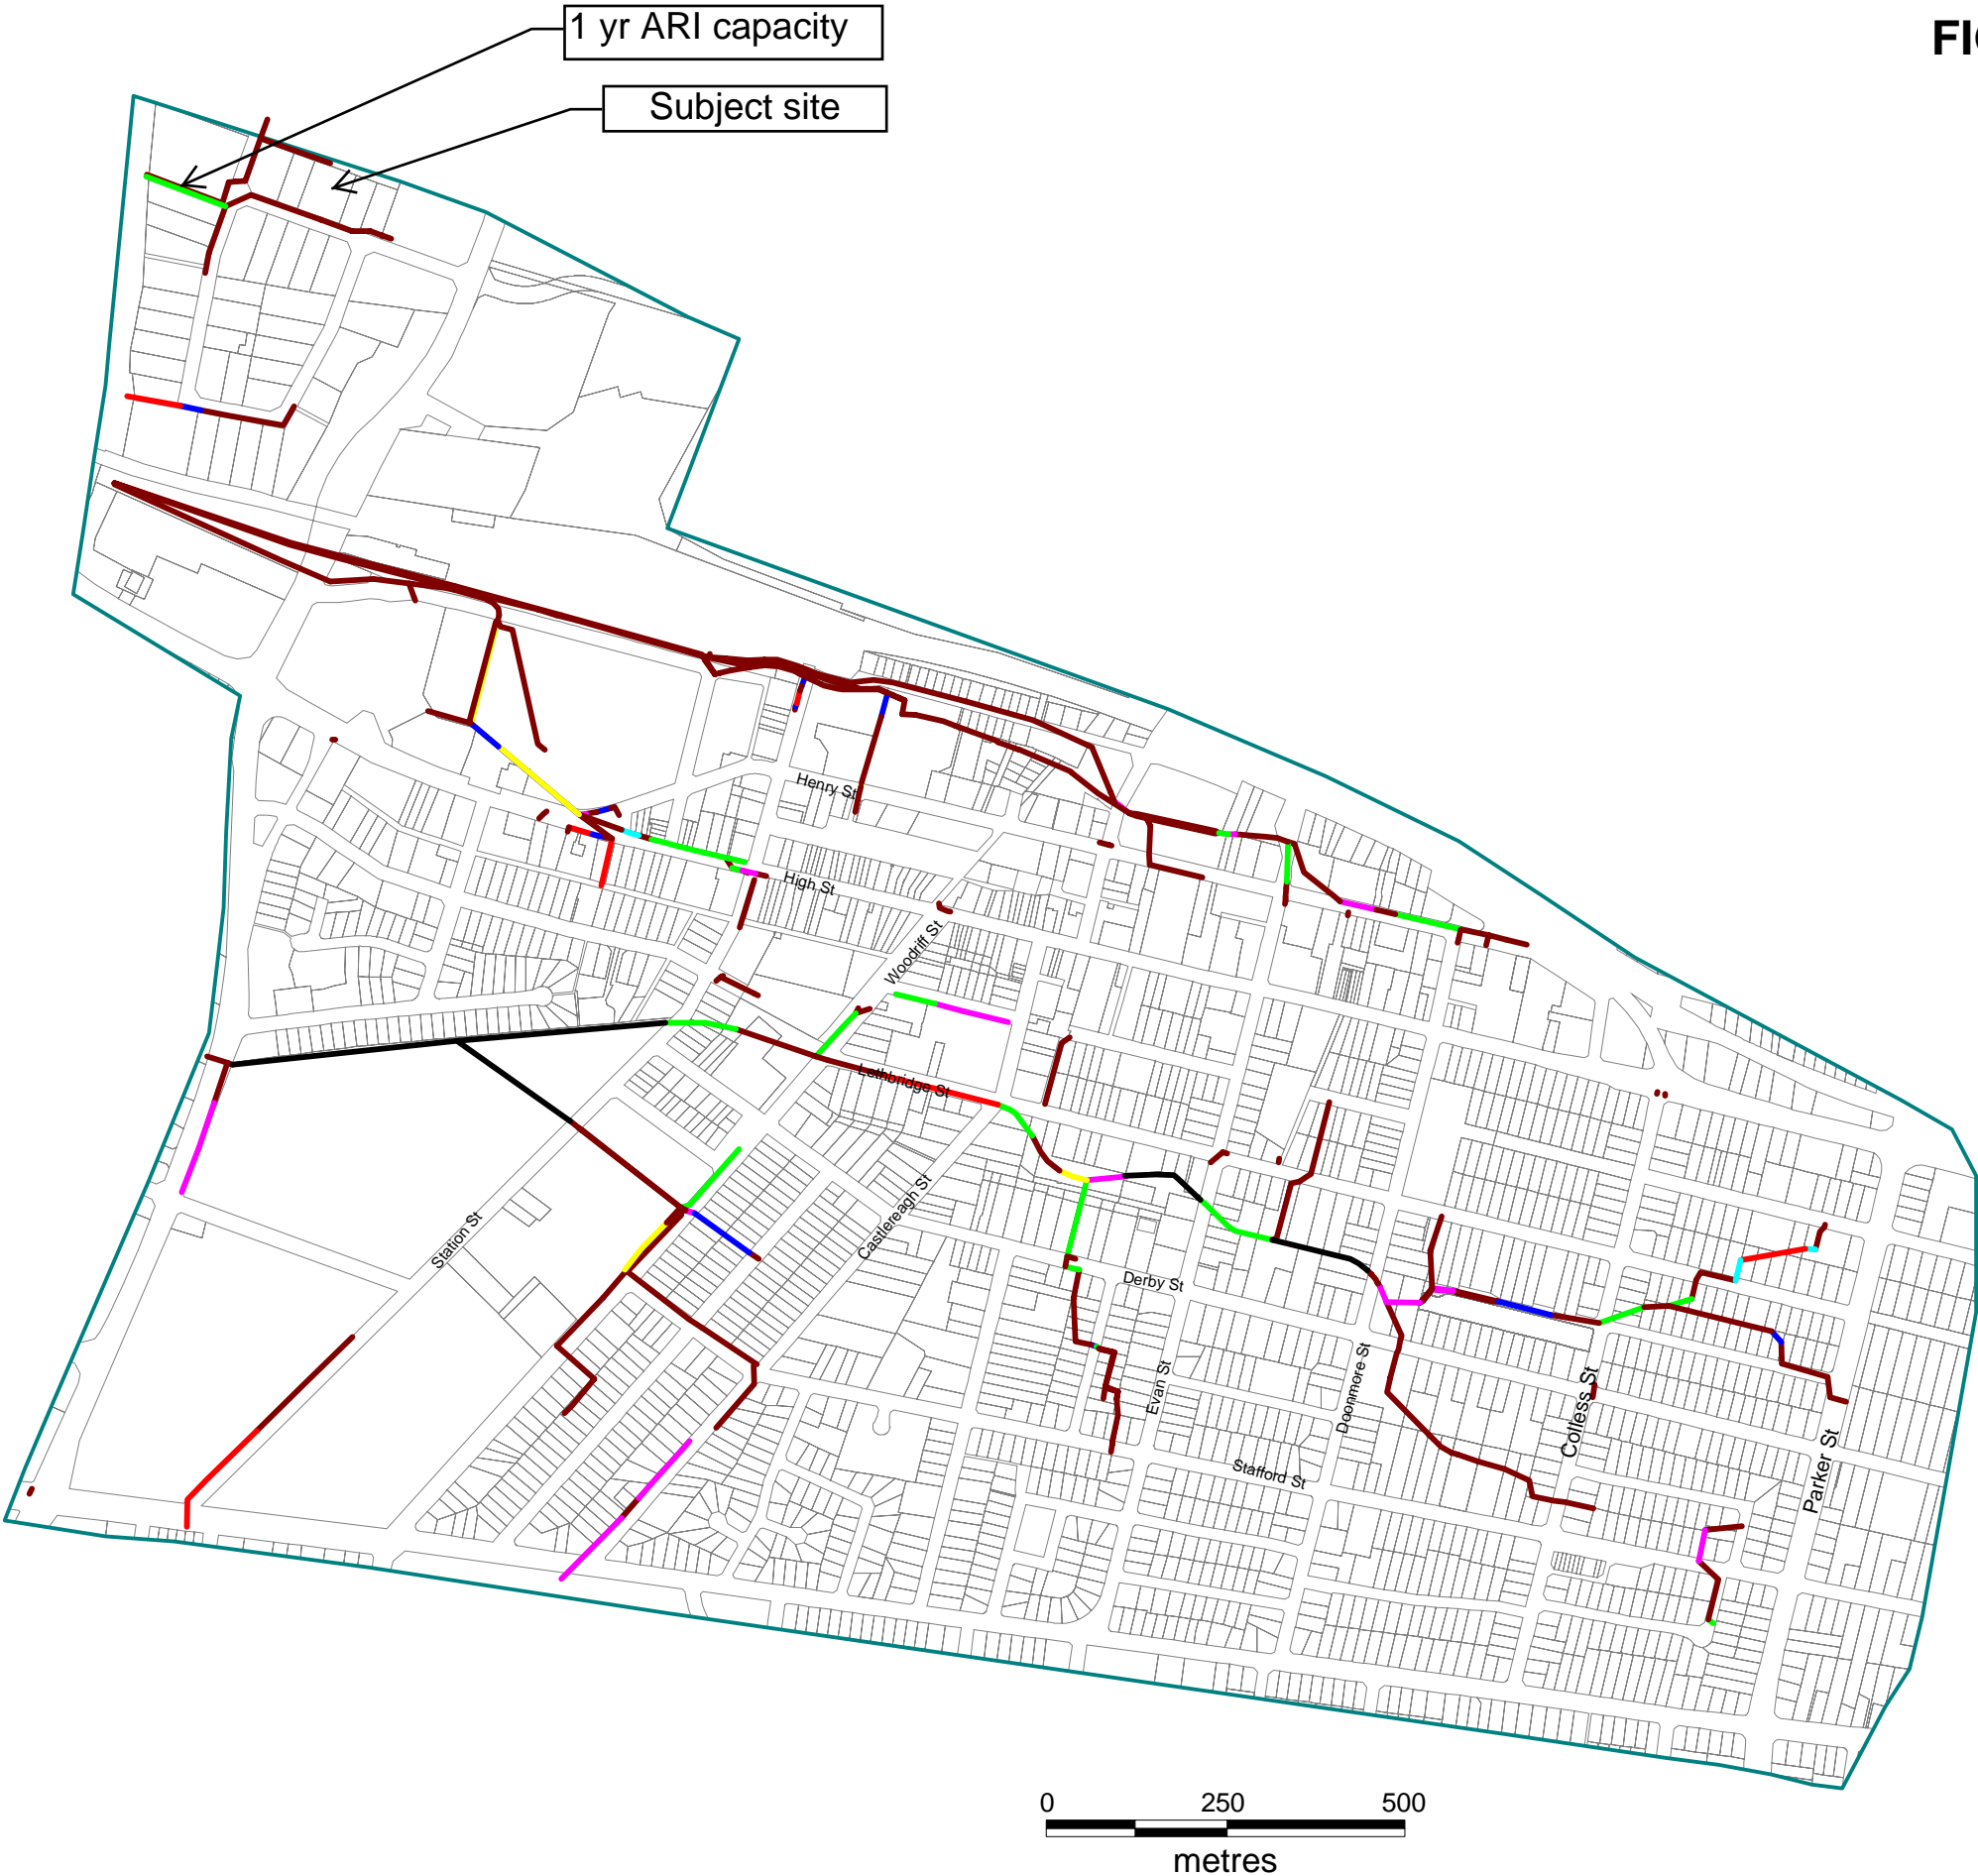 1 yr ARI capacity
FI
Subject site
Henry St
High St
Woodriff St
Lethbridge St
Castlereagh St
Station St
Derby St
Evan St
Doonmore St
Colless St
Parker St
Stafford St
0 250 500
metres